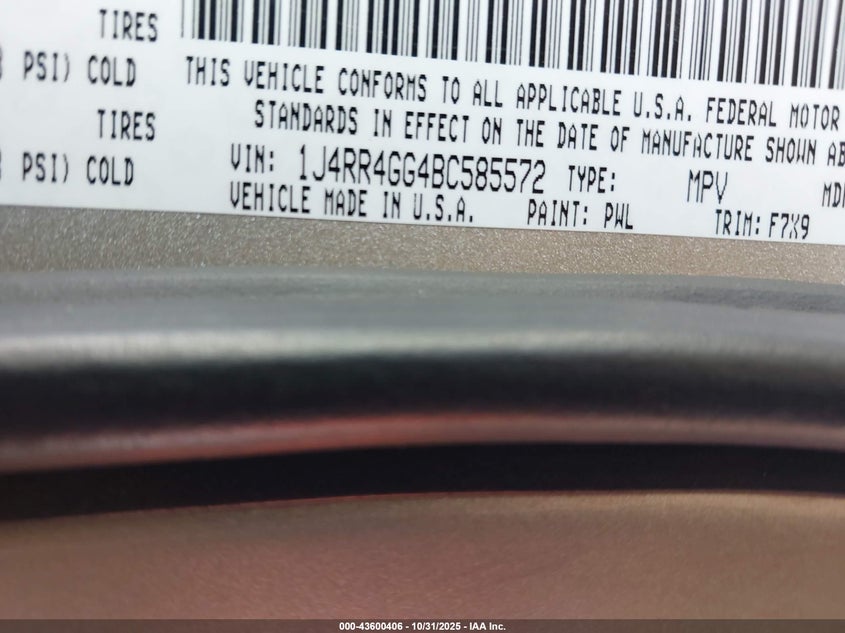 TIRES
PSI) COLD
TIRES
PSI) COLD
THIS VEHICLE CONFORMS TO ALL APPLICABLE U.S.A. FEDERAL MOTOR
STANDARDS IN EFFECT ON THE DATE OF MANUFACTURE SHOWN AB
VIN: 1J4RR4GG4BC585572 TYPE: MPV MD
VEHICLE MADE IN U.S.A. PAINT: PWL TRIM: F7X9
000-43600406 - 10/31/2025 - IAA Inc.